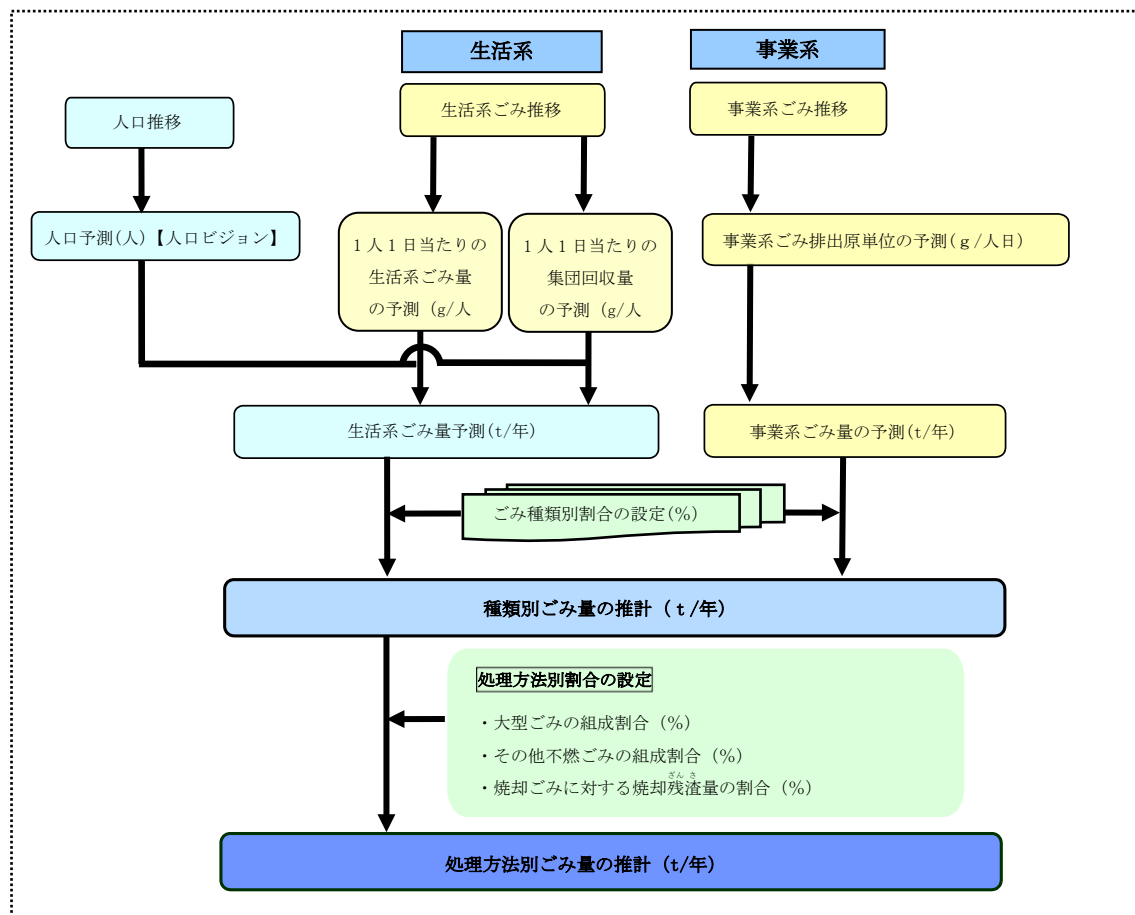 生活系
事業系
人口推移
生活系ごみ推移
事業系ごみ推移
人口予測(人)【人口ビジョン】
１人１日当たりの
生活系ごみ量
の予測（g/人
１人１日当たりの
集団回収量
の予測（g/人
事業系ごみ排出原単位の予測(ｇ/人日)
生活系ごみ量予測(t/年)
事業系ごみ量の予測(t/年)
ごみ種類別割合の設定(%)
種類別ごみ量の推計（ｔ/年）
処理方法別割合の設定
・大型ごみの組成割合（%）
・その他不燃ごみの組成割合（%）
・焼却ごみに対する焼却残渣量の割合（%）
ざん さ
処理方法別ごみ量の推計（t/年）